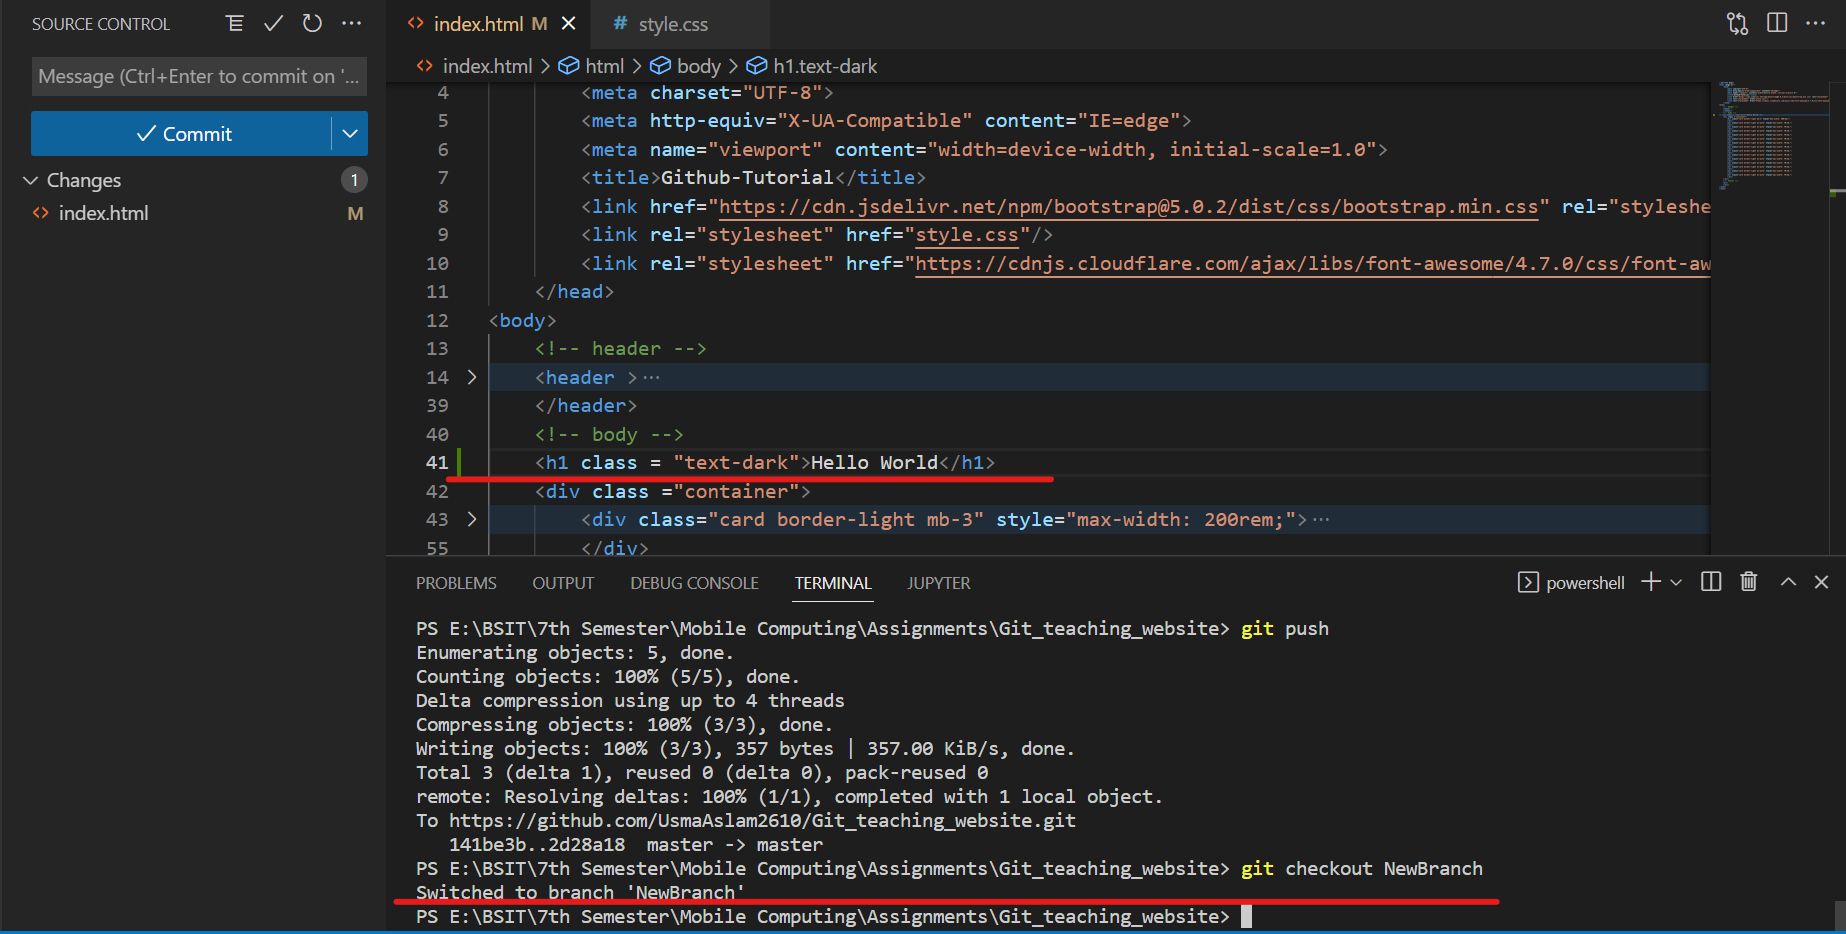 SOURCE CONTROL
Message (Ctrl+Enter to commit on '...
Commit
Changes 1
index.html M
index.html M
# style.css
index.html > html > body > h1.text-dark
4 <meta charset="UTF-8">
5 <meta http-equiv="X-UA-Compatible" content="IE=edge">
6 <meta name="viewport" content="width=device-width, initial-scale=1.0">
7 <title>Github-Tutorial</title>
8 <link href="https://cdn.jsdelivr.net/npm/bootstrap@5.0.2/dist/css/bootstrap.min.css" rel="styleshe
9 <link rel="stylesheet" href="style.css"/>
10 <link rel="stylesheet" href="https://cdnjs.cloudflare.com/ajax/libs/font-awesome/4.7.0/css/font-aw
11 </head>
12 <body>
13 <!-- header -->
14 <header >...
39 </header>
40 <!-- body -->
41 <h1 class = "text-dark">Hello World</h1>
42 <div class ="container">
43 <div class="card border-light mb-3" style="max-width: 200rem;">...
55 </div>
PROBLEMS OUTPUT DEBUG CONSOLE TERMINAL JUPYTER powershell
PS E:\BSIT\7th Semester\Mobile Computing\Assignments\Git_teaching_website> git push
Enumerating objects: 5, done.
Counting objects: 100% (5/5), done.
Delta compression using up to 4 threads
Compressing objects: 100% (3/3), done.
Writing objects: 100% (3/3), 357 bytes | 357.00 KiB/s, done.
Total 3 (delta 1), reused 0 (delta 0), pack-reused 0
remote: Resolving deltas: 100% (1/1), completed with 1 local object.
To https://github.com/UsmaAslam2610/Git_teaching_website.git
141be3b..2d28a18 master -> master
PS E:\BSIT\7th Semester\Mobile Computing\Assignments\Git_teaching_website> git checkout NewBranch
Switched to branch 'NewBranch'
PS E:\BSIT\7th Semester\Mobile Computing\Assignments\Git_teaching_website>